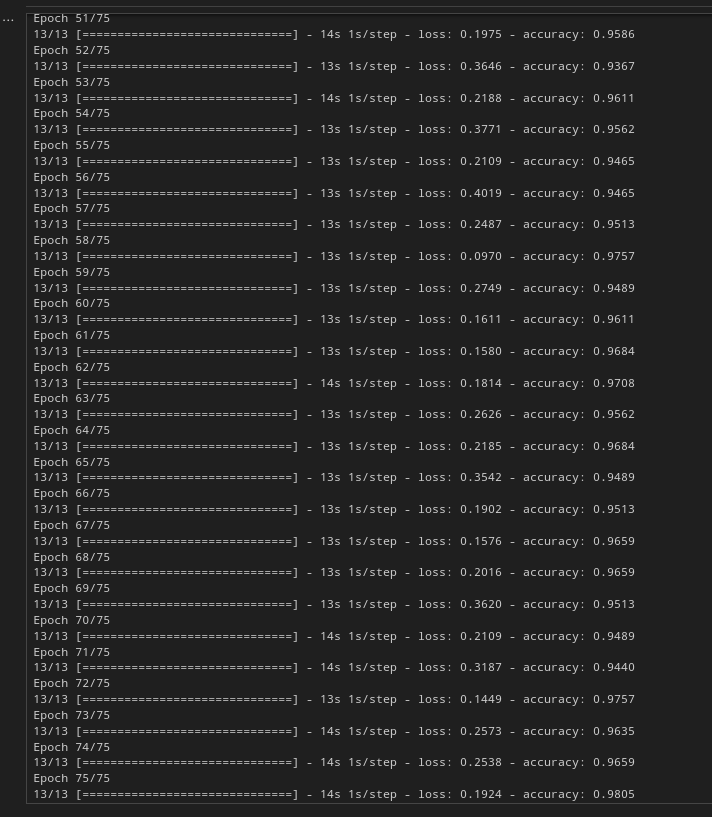 ...
Epoch 51/75
13/13 [==============================] - 14s 1s/step - loss: 0.1975 - accuracy: 0.9586
Epoch 52/75
13/13 [==============================] - 13s 1s/step - loss: 0.3646 - accuracy: 0.9367
Epoch 53/75
13/13 [==============================] - 14s 1s/step - loss: 0.2188 - accuracy: 0.9611
Epoch 54/75
13/13 [==============================] - 13s 1s/step - loss: 0.3771 - accuracy: 0.9562
Epoch 55/75
13/13 [==============================] - 13s 1s/step - loss: 0.2109 - accuracy: 0.9465
Epoch 56/75
13/13 [==============================] - 13s 1s/step - loss: 0.4019 - accuracy: 0.9465
Epoch 57/75
13/13 [==============================] - 13s 1s/step - loss: 0.2487 - accuracy: 0.9513
Epoch 58/75
13/13 [==============================] - 13s 1s/step - loss: 0.0970 - accuracy: 0.9757
Epoch 59/75
13/13 [==============================] - 13s 1s/step - loss: 0.2749 - accuracy: 0.9489
Epoch 60/75
13/13 [==============================] - 13s 1s/step - loss: 0.1611 - accuracy: 0.9611
Epoch 61/75
13/13 [==============================] - 13s 1s/step - loss: 0.1580 - accuracy: 0.9684
Epoch 62/75
13/13 [==============================] - 14s 1s/step - loss: 0.1814 - accuracy: 0.9708
Epoch 63/75
13/13 [==============================] - 13s 1s/step - loss: 0.2626 - accuracy: 0.9562
Epoch 64/75
13/13 [==============================] - 13s 1s/step - loss: 0.2185 - accuracy: 0.9684
Epoch 65/75
13/13 [==============================] - 13s 1s/step - loss: 0.3542 - accuracy: 0.9489
Epoch 66/75
13/13 [==============================] - 13s 1s/step - loss: 0.1902 - accuracy: 0.9513
Epoch 67/75
13/13 [==============================] - 13s 1s/step - loss: 0.1576 - accuracy: 0.9659
Epoch 68/75
13/13 [==============================] - 13s 1s/step - loss: 0.2016 - accuracy: 0.9659
Epoch 69/75
13/13 [==============================] - 13s 1s/step - loss: 0.3620 - accuracy: 0.9513
Epoch 70/75
13/13 [==============================] - 14s 1s/step - loss: 0.2109 - accuracy: 0.9489
Epoch 71/75
13/13 [==============================] - 14s 1s/step - loss: 0.3187 - accuracy: 0.9440
Epoch 72/75
13/13 [==============================] - 13s 1s/step - loss: 0.1449 - accuracy: 0.9757
Epoch 73/75
13/13 [==============================] - 14s 1s/step - loss: 0.2573 - accuracy: 0.9635
Epoch 74/75
13/13 [==============================] - 14s 1s/step - loss: 0.2538 - accuracy: 0.9659
Epoch 75/75
13/13 [==============================] - 14s 1s/step - loss: 0.1924 - accuracy: 0.9805